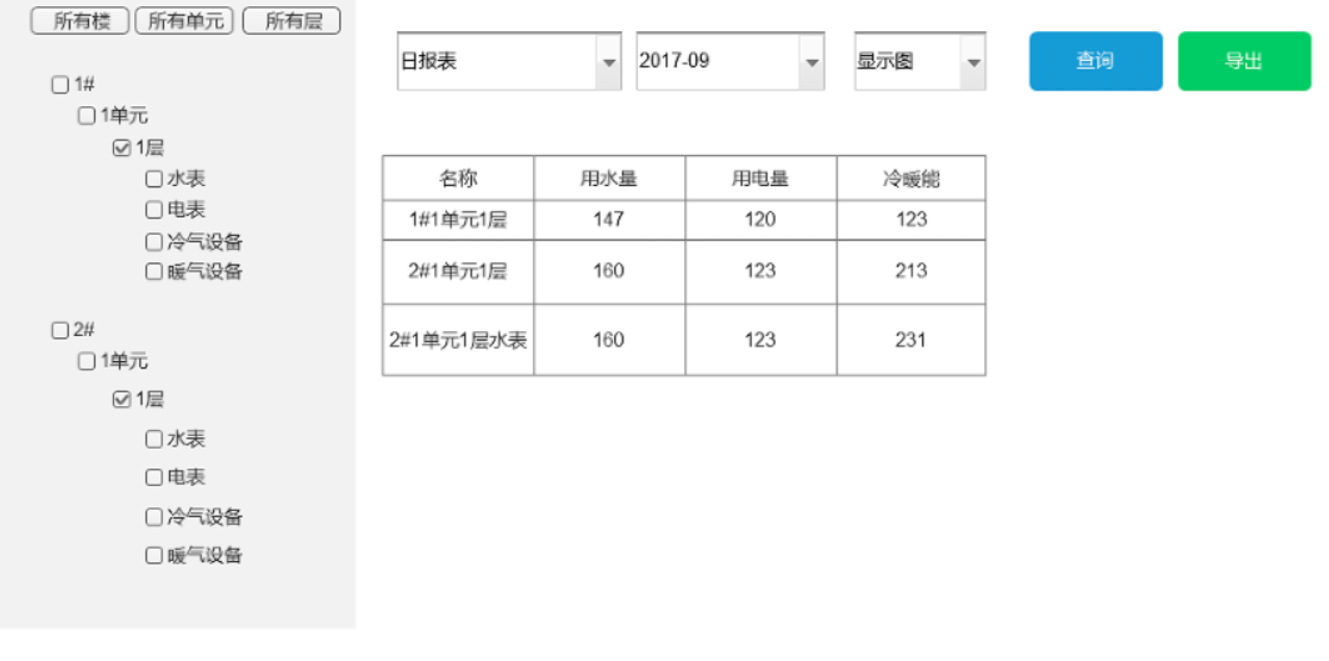 所有楼 所有单元 所有层
1#
1单元
1层
水表
电表
冷气设备
暖气设备
2#
1单元
1层
水表
电表
冷气设备
暖气设备
日报表 2017-09 显示图 查询 导出
名称 用水量 用电量 冷暖能
1#1单元1层 147 120 123
2#1单元1层 160 123 213
2#1单元1层水表 160 123 231